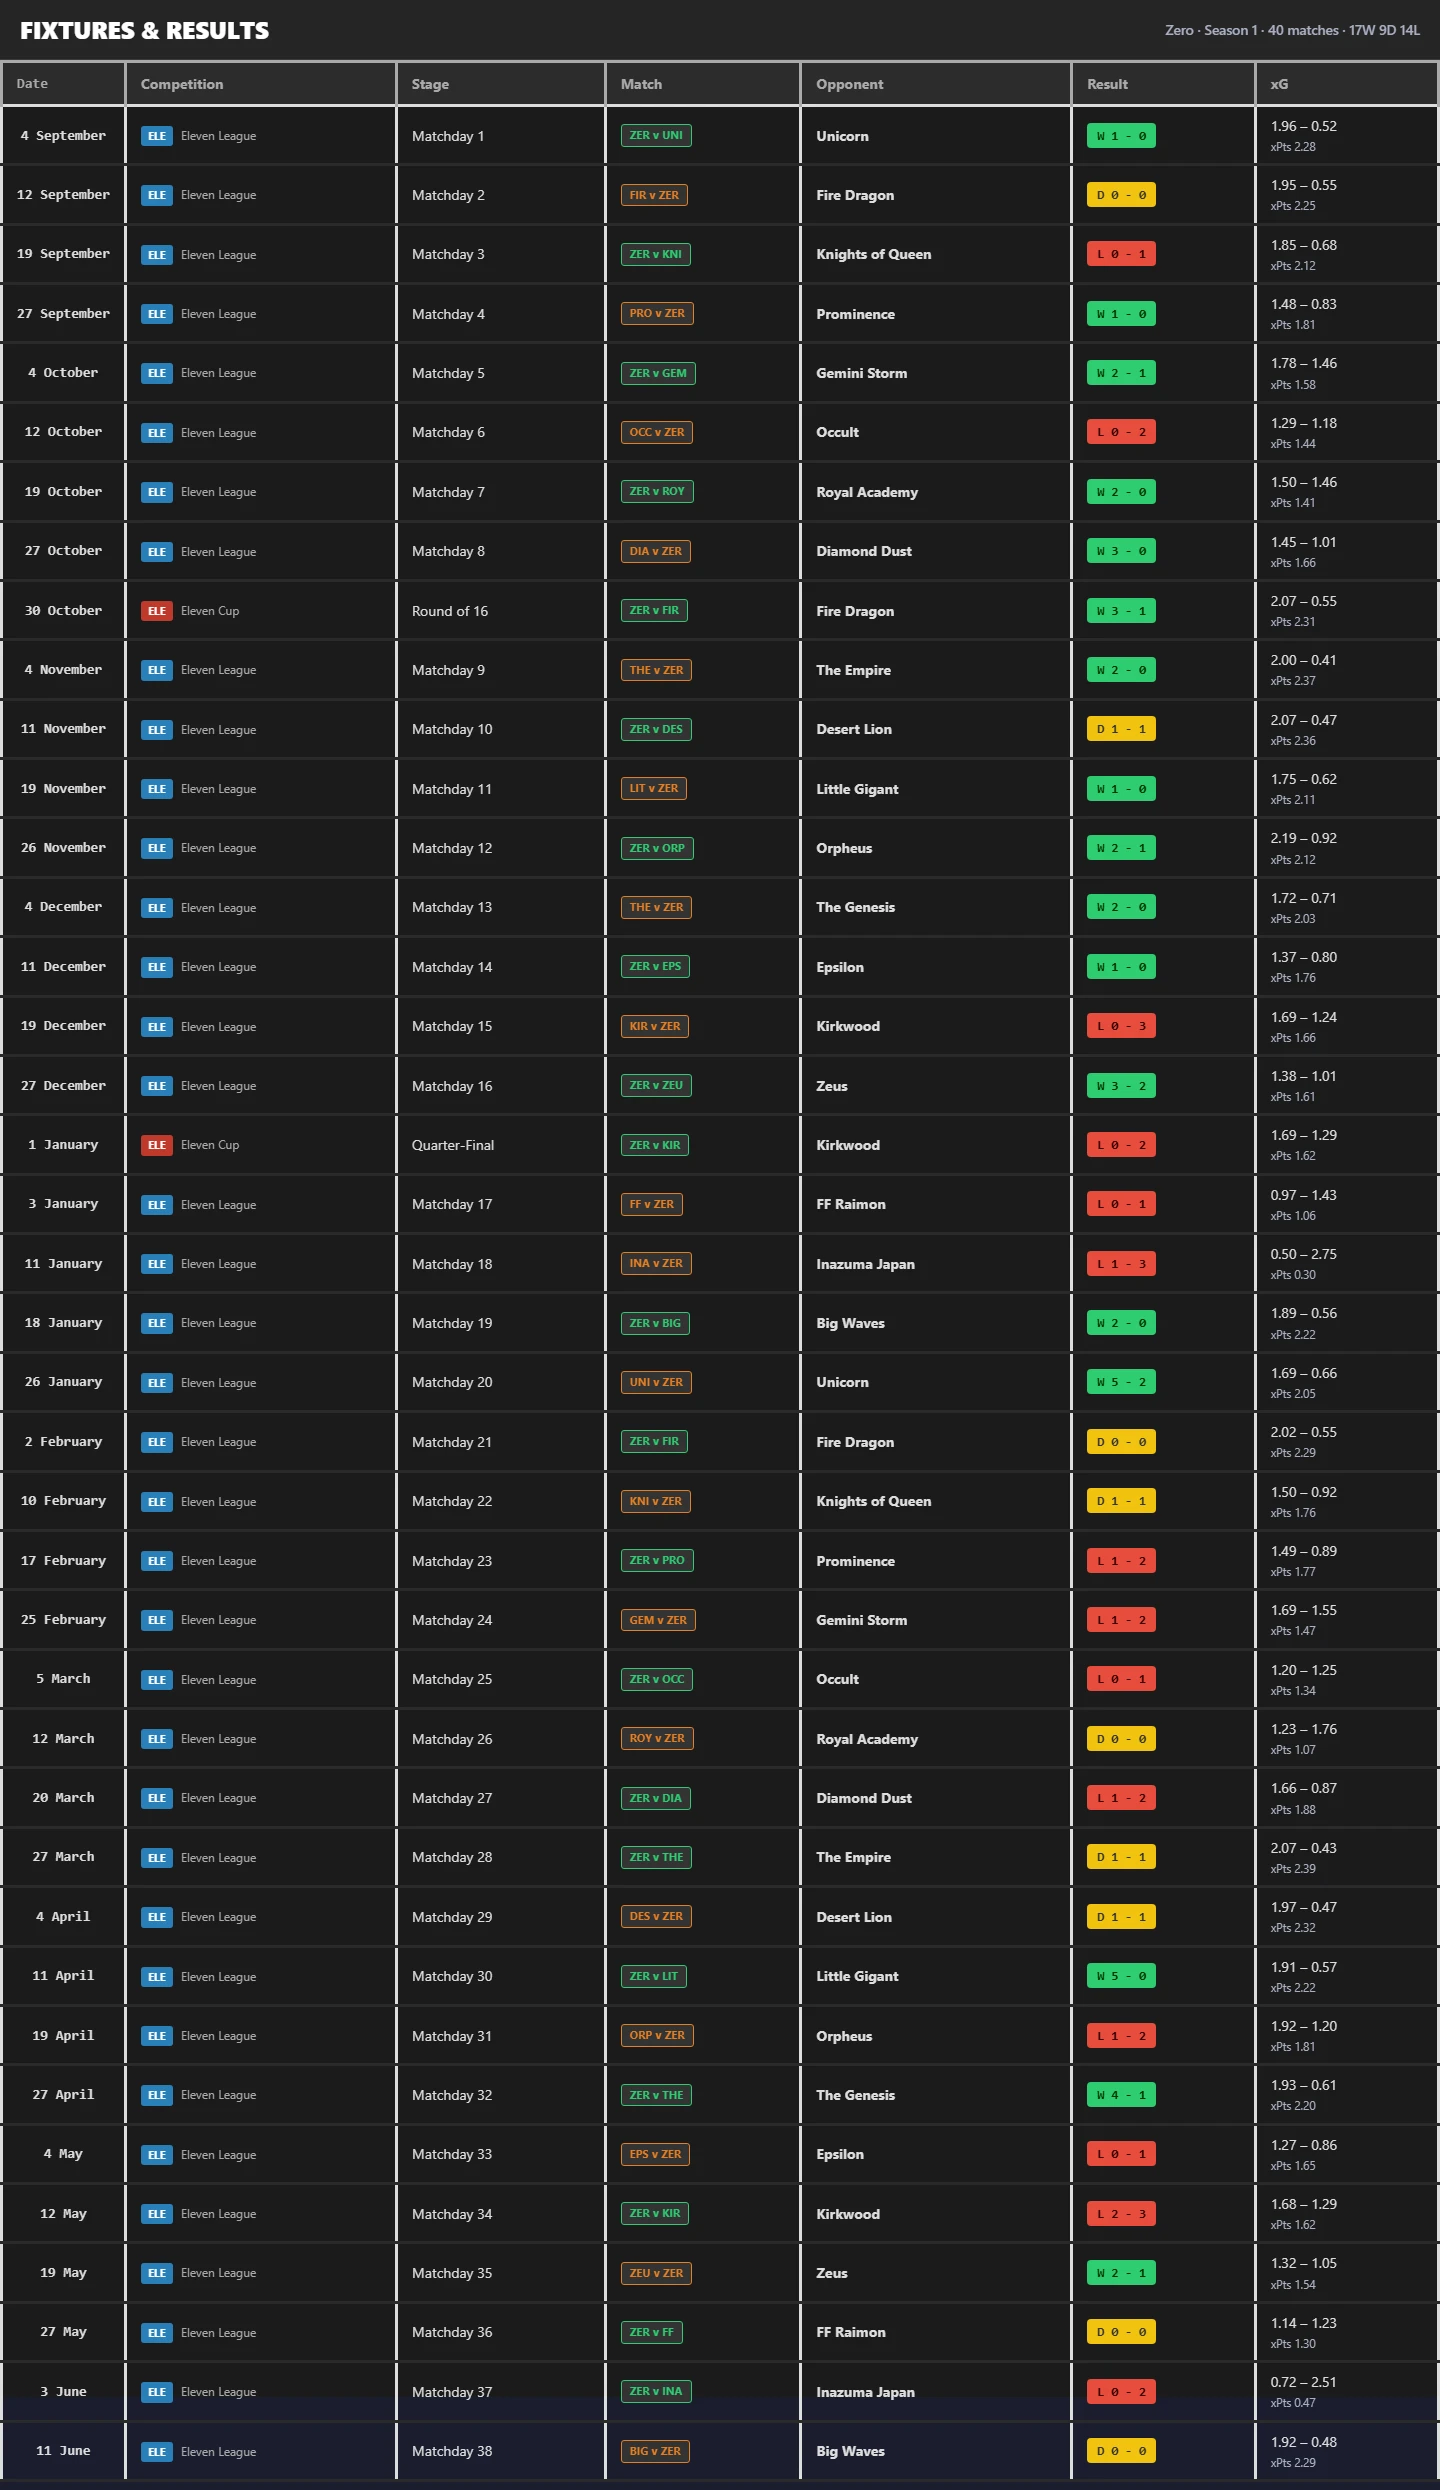 FIXTURES & RESULTS
Zero · Season 1 · 40 matches · 17W 9D 14L
Date Competition Stage Match Opponent Result xG
4 September ELE Eleven League Matchday 1 ZER v UNI Unicorn W 1 - 0 1.96 – 0.52
xPts 2.28
12 September ELE Eleven League Matchday 2 FIR v ZER Fire Dragon D 0 - 0 1.95 – 0.55
xPts 2.25
19 September ELE Eleven League Matchday 3 ZER v KNI Knights of Queen L 0 - 1 1.85 – 0.68
xPts 2.12
27 September ELE Eleven League Matchday 4 PRO v ZER Prominence W 1 - 0 1.48 – 0.83
xPts 1.81
4 October ELE Eleven League Matchday 5 ZER v GEM Gemini Storm W 2 - 1 1.78 – 1.46
xPts 1.58
12 October ELE Eleven League Matchday 6 OCC v ZER Occult L 0 - 2 1.29 – 1.18
xPts 1.44
19 October ELE Eleven League Matchday 7 ZER v ROY Royal Academy W 2 - 0 1.50 – 1.46
xPts 1.41
27 October ELE Eleven League Matchday 8 DIA v ZER Diamond Dust W 3 - 0 1.45 – 1.01
xPts 1.66
30 October ELE Eleven Cup Round of 16 ZER v FIR Fire Dragon W 3 - 1 2.07 – 0.55
xPts 2.31
4 November ELE Eleven League Matchday 9 THE v ZER The Empire W 2 - 0 2.00 – 0.41
xPts 2.37
11 November ELE Eleven League Matchday 10 ZER v DES Desert Lion D 1 - 1 2.07 – 0.47
xPts 2.36
19 November ELE Eleven League Matchday 11 LIT v ZER Little Gigant W 1 - 0 1.75 – 0.62
xPts 2.11
26 November ELE Eleven League Matchday 12 ZER v ORP Orpheus W 2 - 1 2.19 – 0.92
xPts 2.12
4 December ELE Eleven League Matchday 13 THE v ZER The Genesis W 2 - 0 1.72 – 0.71
xPts 2.03
11 December ELE Eleven League Matchday 14 ZER v EPS Epsilon W 1 - 0 1.37 – 0.80
xPts 1.76
19 December ELE Eleven League Matchday 15 KIR v ZER Kirkwood L 0 - 3 1.69 – 1.24
xPts 1.66
27 December ELE Eleven League Matchday 16 ZER v ZEU Zeus W 3 - 2 1.38 – 1.01
xPts 1.61
1 January ELE Eleven Cup Quarter-Final ZER v KIR Kirkwood L 0 - 2 1.69 – 1.29
xPts 1.62
3 January ELE Eleven League Matchday 17 FF v ZER FF Raimon L 0 - 1 0.97 – 1.43
xPts 1.06
11 January ELE Eleven League Matchday 18 INA v ZER Inazuma Japan L 1 - 3 0.50 – 2.75
xPts 0.30
18 January ELE Eleven League Matchday 19 ZER v BIG Big Waves W 2 - 0 1.89 – 0.56
xPts 2.22
26 January ELE Eleven League Matchday 20 UNI v ZER Unicorn W 5 - 2 1.69 – 0.66
xPts 2.05
2 February ELE Eleven League Matchday 21 ZER v FIR Fire Dragon D 0 - 0 2.02 – 0.55
xPts 2.29
10 February ELE Eleven League Matchday 22 KNI v ZER Knights of Queen D 1 - 1 1.50 – 0.92
xPts 1.76
17 February ELE Eleven League Matchday 23 ZER v PRO Prominence L 1 - 2 1.49 – 0.89
xPts 1.77
25 February ELE Eleven League Matchday 24 GEM v ZER Gemini Storm L 1 - 2 1.69 – 1.55
xPts 1.47
5 March ELE Eleven League Matchday 25 ZER v OCC Occult L 0 - 1 1.20 – 1.25
xPts 1.34
12 March ELE Eleven League Matchday 26 ROY v ZER Royal Academy D 0 - 0 1.23 – 1.76
xPts 1.07
20 March ELE Eleven League Matchday 27 ZER v DIA Diamond Dust L 1 - 2 1.66 – 0.87
xPts 1.88
27 March ELE Eleven League Matchday 28 ZER v THE The Empire D 1 - 1 2.07 – 0.43
xPts 2.39
4 April ELE Eleven League Matchday 29 DES v ZER Desert Lion D 1 - 1 1.97 – 0.47
xPts 2.32
11 April ELE Eleven League Matchday 30 ZER v LIT Little Gigant W 5 - 0 1.91 – 0.57
xPts 2.22
19 April ELE Eleven League Matchday 31 ORP v ZER Orpheus L 1 - 2 1.92 – 1.20
xPts 1.81
27 April ELE Eleven League Matchday 32 ZER v THE The Genesis W 4 - 1 1.93 – 0.61
xPts 2.20
4 May ELE Eleven League Matchday 33 EPS v ZER Epsilon L 0 - 1 1.27 – 0.86
xPts 1.65
12 May ELE Eleven League Matchday 34 ZER v KIR Kirkwood L 2 - 3 1.68 – 1.29
xPts 1.62
19 May ELE Eleven League Matchday 35 ZEU v ZER Zeus W 2 - 1 1.32 – 1.05
xPts 1.54
27 May ELE Eleven League Matchday 36 ZER v FF FF Raimon D 0 - 0 1.14 – 1.23
xPts 1.30
3 June ELE Eleven League Matchday 37 ZER v INA Inazuma Japan L 0 - 2 0.72 – 2.51
xPts 0.47
11 June ELE Eleven League Matchday 38 BIG v ZER Big Waves D 0 - 0 1.92 – 0.48
xPts 2.29